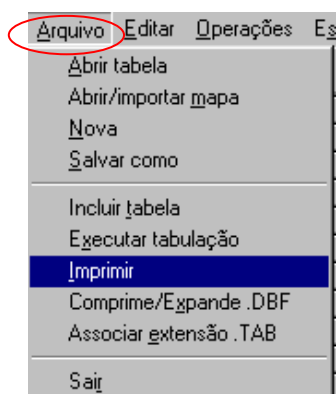 Arquivo Editar Operações Es
Abrir tabela
Abrir/importar mapa
Nova
Salvar como
Incluir tabela
Executar tabulação
Imprimir
Comprime/Expande .DBF
Associar extensão .TAB
Sair